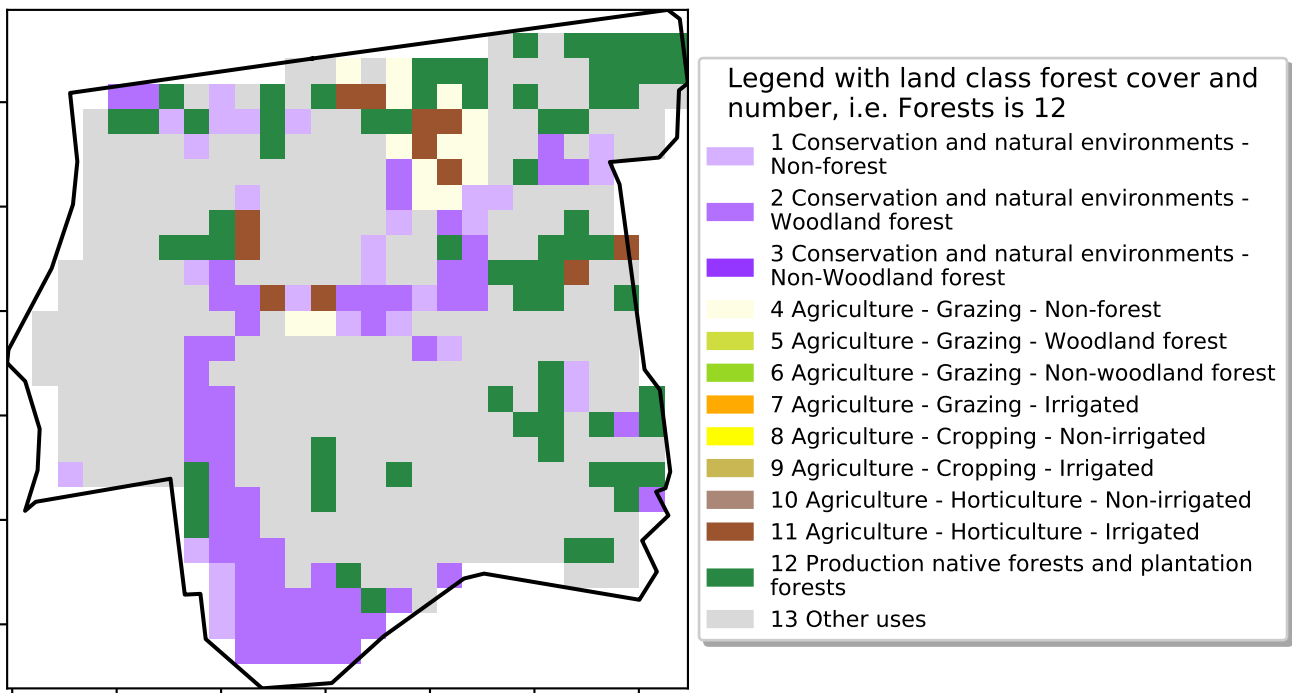 Legend with land class forest cover and
number, i.e. Forests is 12
1 Conservation and natural environments -
Non-forest
2 Conservation and natural environments -
Woodland forest
3 Conservation and natural environments -
Non-Woodland forest
4 Agriculture - Grazing - Non-forest
5 Agriculture - Grazing - Woodland forest
6 Agriculture - Grazing - Non-woodland forest
7 Agriculture - Grazing - Irrigated
8 Agriculture - Cropping - Non-irrigated
9 Agriculture - Cropping - Irrigated
10 Agriculture - Horticulture - Non-irrigated
11 Agriculture - Horticulture - Irrigated
12 Production native forests and plantation
forests
13 Other uses